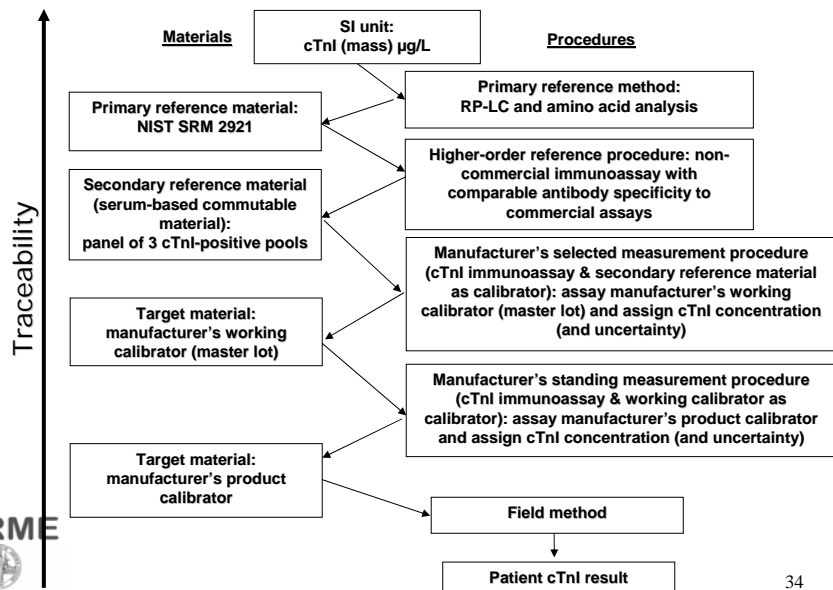 SI unit:
cTnI (mass) µg/L
Materials
Procedures
Primary reference method:
RP-LC and amino acid analysis
Primary reference material:
NIST SRM 2921
Higher-order reference procedure: non-
commercial immunoassay with
comparable antibody specificity to
commercial assays
Secondary reference material
(serum-based commutable
material):
panel of 3 cTnI-positive pools
Manufacturer's selected measurement procedure
(cTnI immunoassay & secondary reference material
as calibrator): assay manufacturer's working
calibrator (master lot) and assign cTnI concentration
(and uncertainty)
Target material:
manufacturer's working
calibrator (master lot)
Manufacturer's standing measurement procedure
(cTnI immunoassay & working calibrator as
calibrator): assay manufacturer's product calibrator
and assign cTnI concentration (and uncertainty)
Target material:
manufacturer's product
calibrator
Field method
Patient cTnI result
Traceability
RME
34